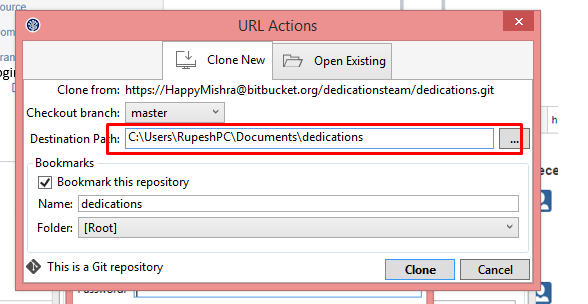 ource
URL Actions
Clone New
Open Existing
Clone from: https://HappyMishra@bitbucket.org/dedicationsteam/dedications.git
Checkout branch: master
Destination Path: C:\Users\RupeshPC\Documents\dedications ...
Bookmarks
Bookmark this repository
Name: dedications
Folder: [Root]
This is a Git repository
Clone Cancel